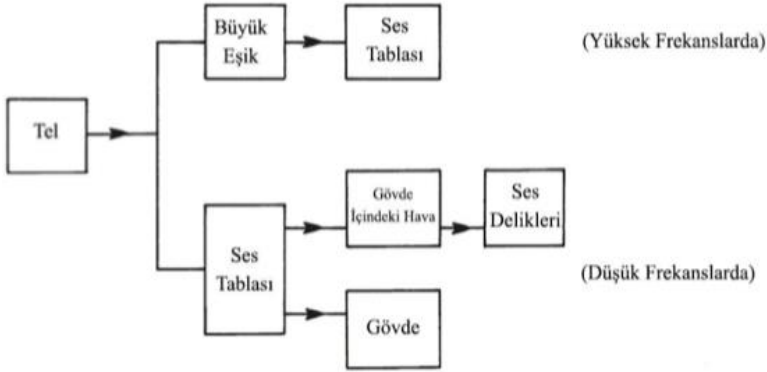 Büyük
Eşik
Ses
Tablası
(Yüksek Frekanslarda)
Tel
Gövde
İçindeki Hava
Ses
Delikleri
Ses
Tablası
(Düşük Frekanslarda)
Gövde